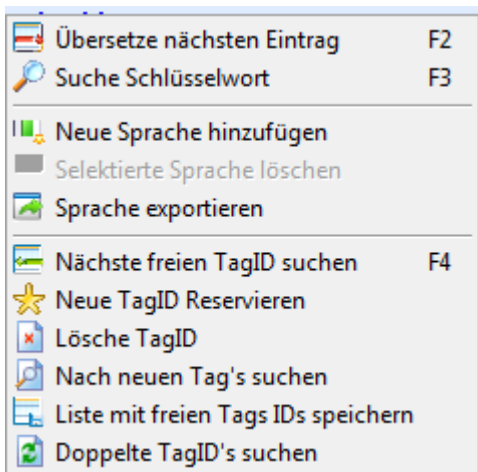 Übersetze nächsten Eintrag F2
Suche Schlüsselwort F3
Neue Sprache hinzufügen
Selektierte Sprache löschen
Sprache exportieren
Nächste freien TagID suchen F4
Neue TagID Reservieren
Lösche TagID
Nach neuen Tag's suchen
Liste mit freien Tags IDs speichern
Doppelte TagID's suchen